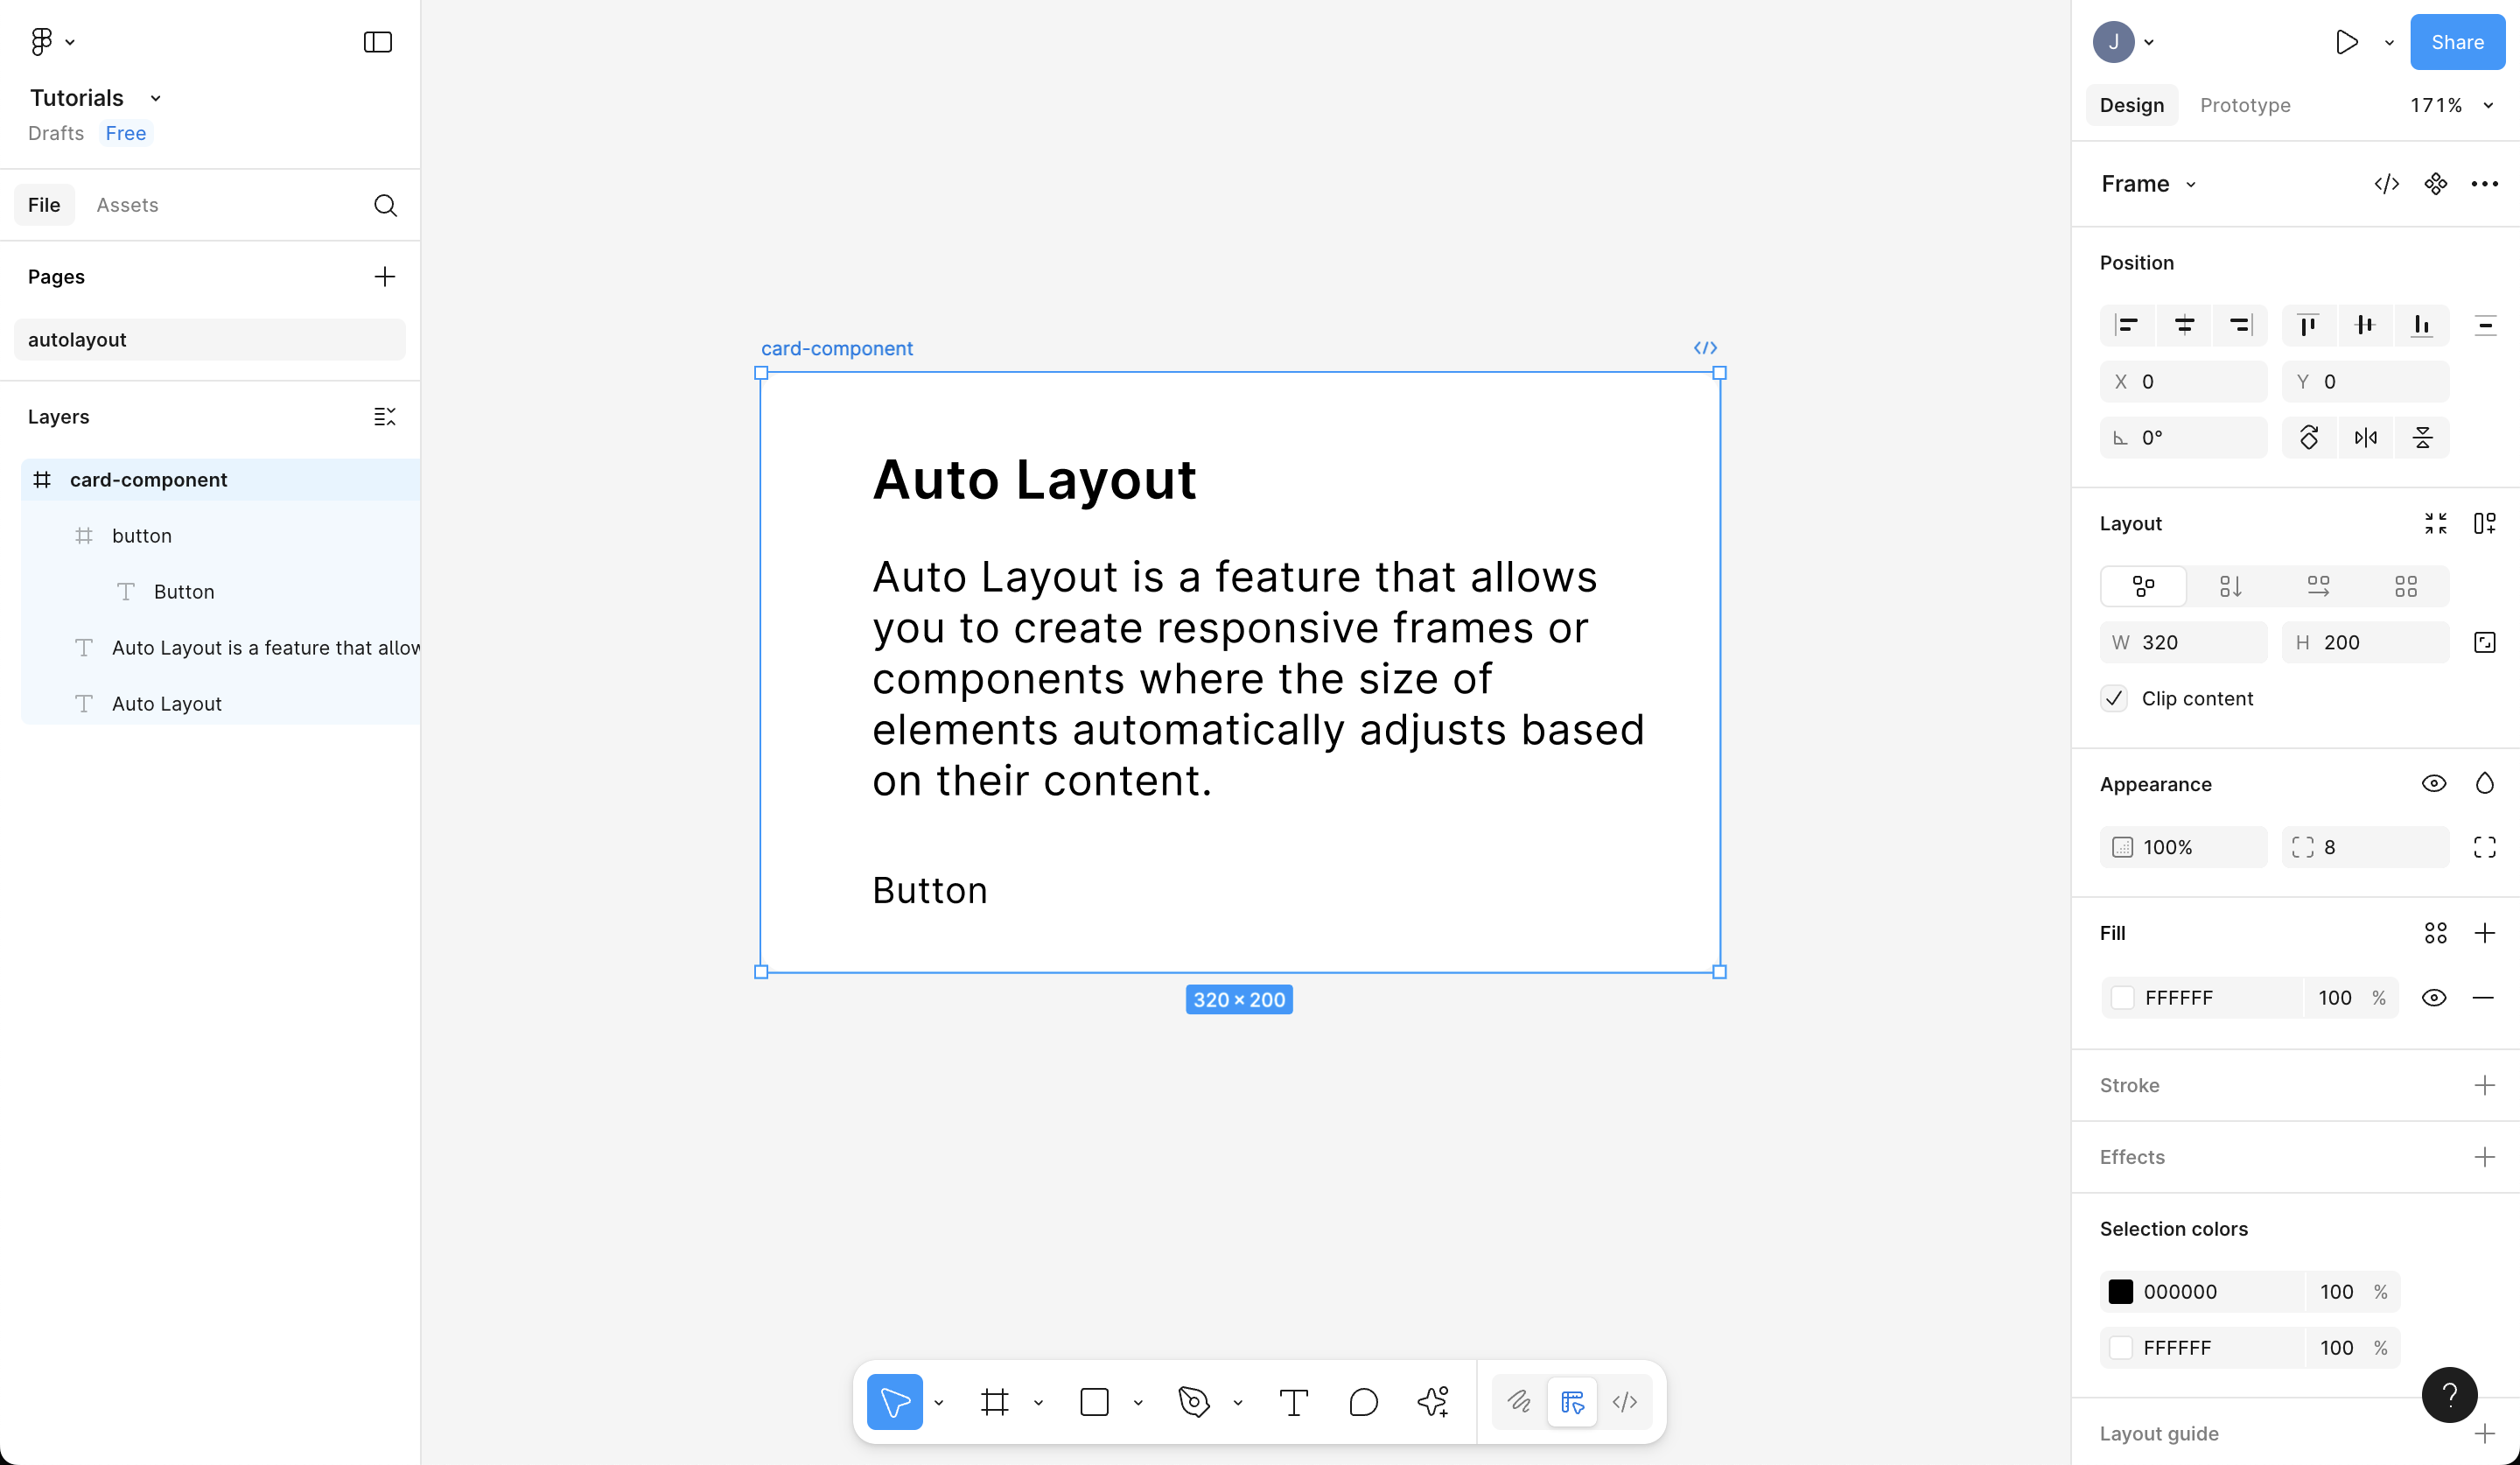 Tutorials
Drafts Free
File Assets
Pages
autolayout
Layers
card-component
button
Button
Auto Layout is a feature that allow
Auto Layout
card-component
Auto Layout
Auto Layout is a feature that allows
you to create responsive frames or
components where the size of
elements automatically adjusts based
on their content.
Button
320 × 200
J
Share
Design Prototype 171%
Frame
Position
X 0 Y 0
0°
Layout
W 320 H 200
Clip content
Appearance
100% 8
Fill
FFFFFF 100 %
Stroke
Effects
Selection colors
000000 100 %
FFFFFF 100 %
?
Layout guide